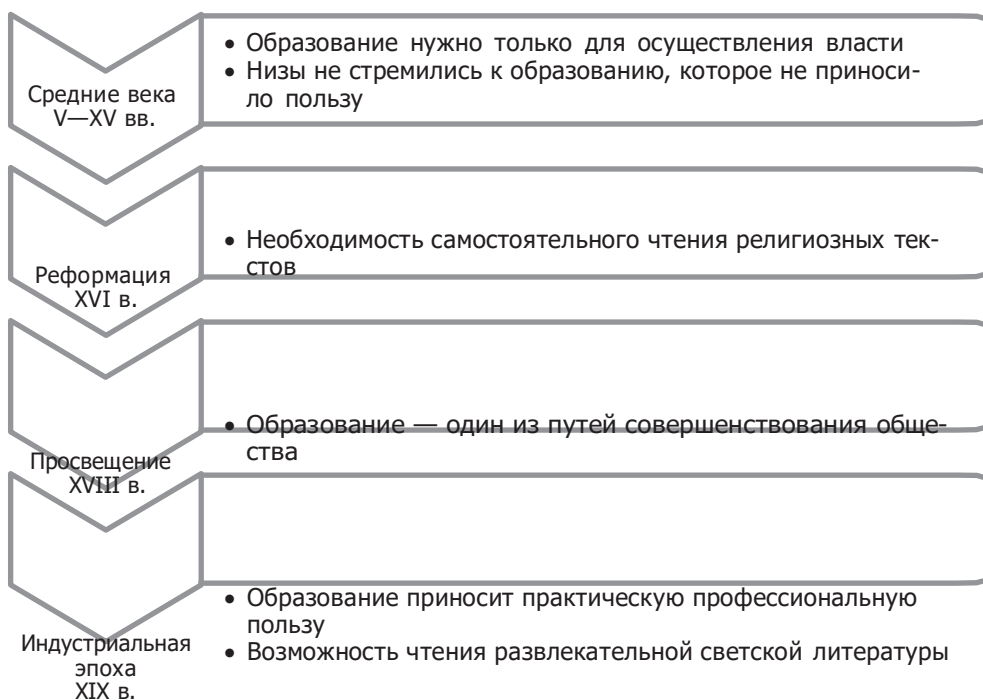 Средние века
V—XV вв.
• Образование нужно только для осуществления власти
• Низы не стремились к образованию, которое не приноси-
ло пользу
Реформация
XVI в.
• Необходимость самостоятельного чтения религиозных тек-
стов
Просвещение
XVIII в.
• Образование — один из путей совершенствования обще-
ства
Индустриальная
эпоха
XIX в.
• Образование приносит практическую профессиональную
пользу
• Возможность чтения развлекательной светской литературы